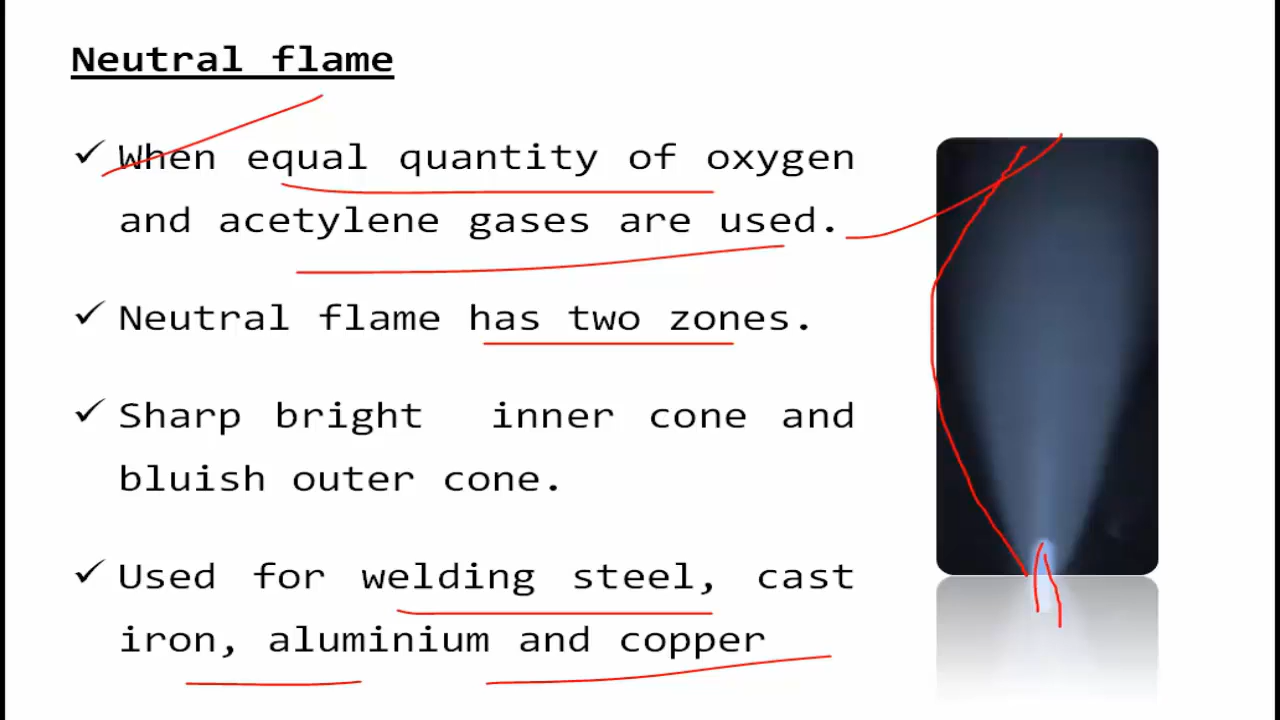 Neutral flame
✓ When equal quantity of oxygen
and acetylene gases are used.
✓ Neutral flame has two zones.
✓ Sharp bright inner cone and
bluish outer cone.
✓ Used for welding steel, cast
iron, aluminium and copper